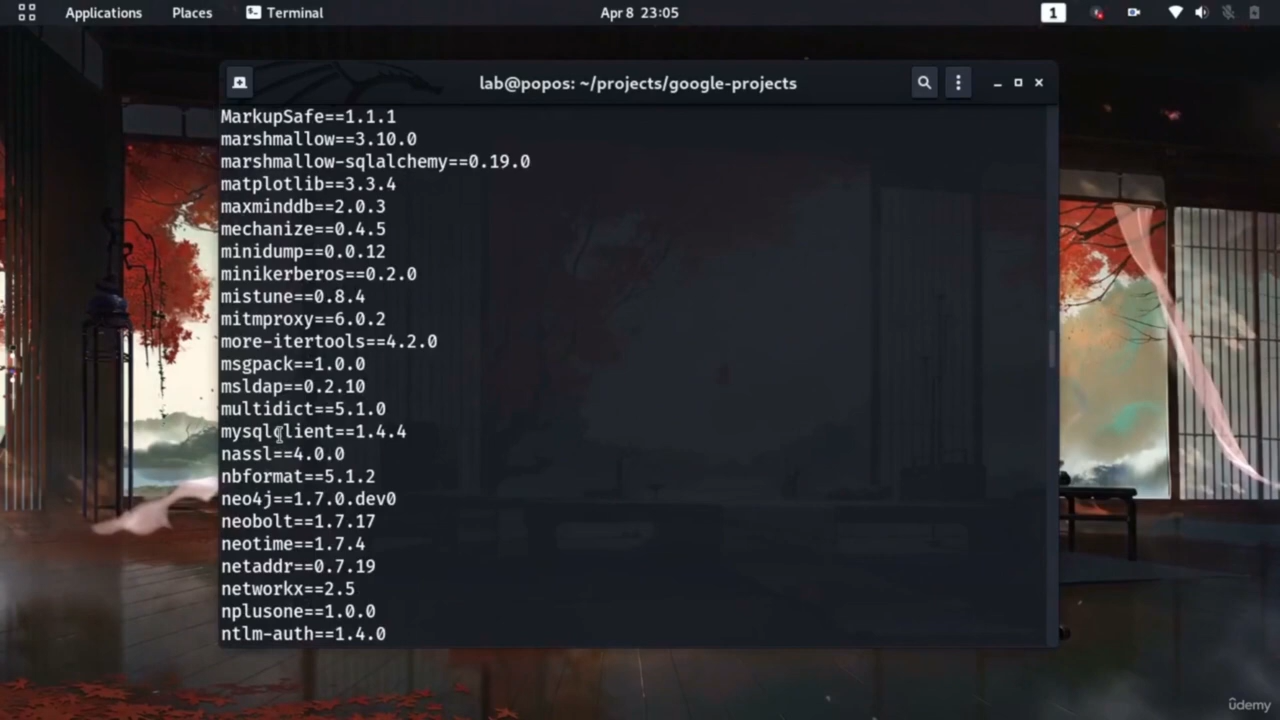 Applications Places Terminal Apr 8 23:05 1
lab@popos: ~/projects/google-projects
MarkupSafe==1.1.1
marshmallow==3.10.0
marshmallow-sqlalchemy==0.19.0
matplotlib==3.3.4
maxminddb==2.0.3
mechanize==0.4.5
minidump==0.0.12
minikerberos==0.2.0
mistune==0.8.4
mitmproxy==6.0.2
more-itertools==4.2.0
msgpack==1.0.0
msldap==0.2.10
multidict==5.1.0
mysqlclient==1.4.4
nassl==4.0.0
nbformat==5.1.2
neo4j==1.7.0.dev0
neobolt==1.7.17
neotime==1.7.4
netaddr==0.7.19
networkx==2.5
nplusone==1.0.0
ntlm-auth==1.4.0
ûdemy